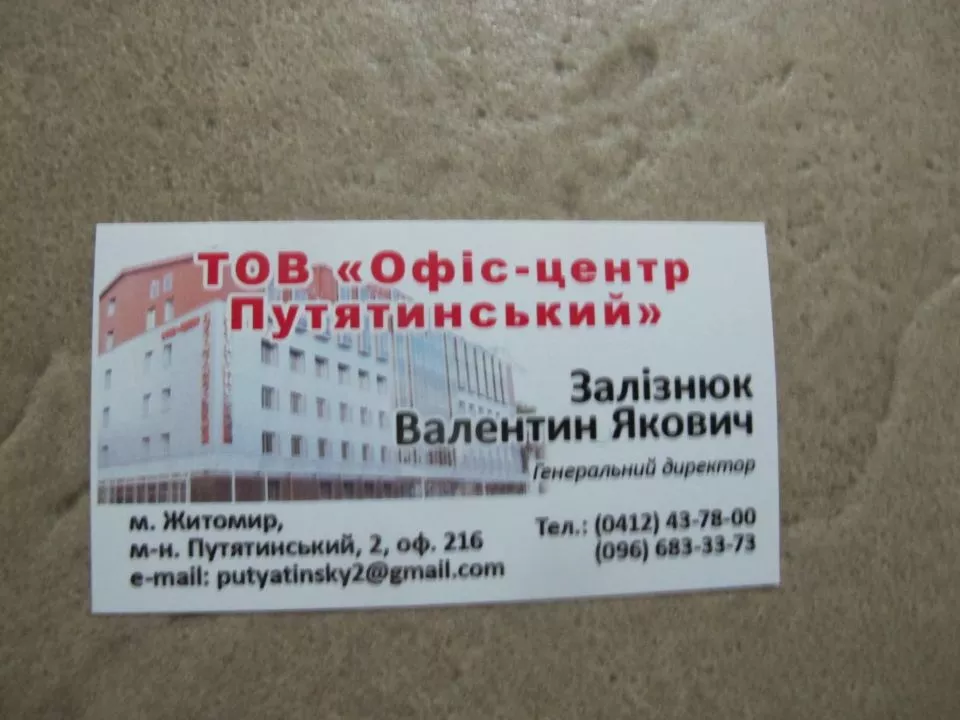 ТОВ «Офіс-центр
Путятинський»
Залізнюк
Валентин Якович
Генеральний директор
м. Житомир,
м-н. Путятинський, 2, оф. 216
e-mail: putyatinsky2@gmail.com
Тел.: (0412) 43-78-00
(096) 683-33-73